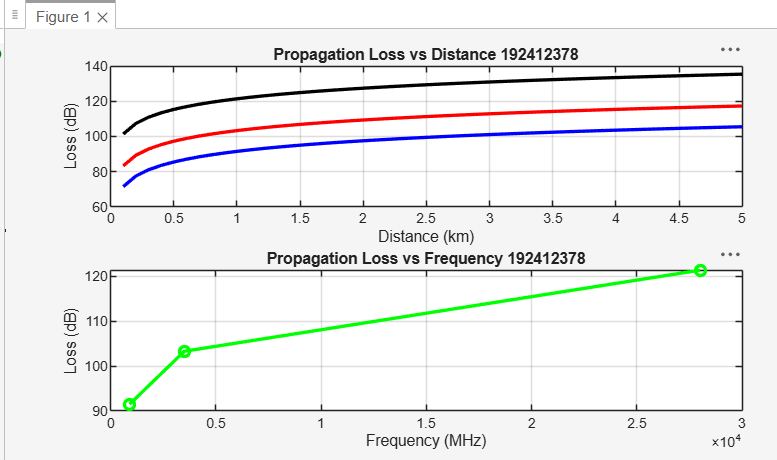 Figure 1
Propagation Loss vs Distance 192412378
140
120
100
80
60
Loss (dB)
0 0.5 1 1.5 2 2.5 3 3.5 4 4.5 5
Distance (km)
Propagation Loss vs Frequency 192412378
120
110
100
90
Loss (dB)
0 0.5 1 1.5 2 2.5 3
Frequency (MHz)
×10⁴